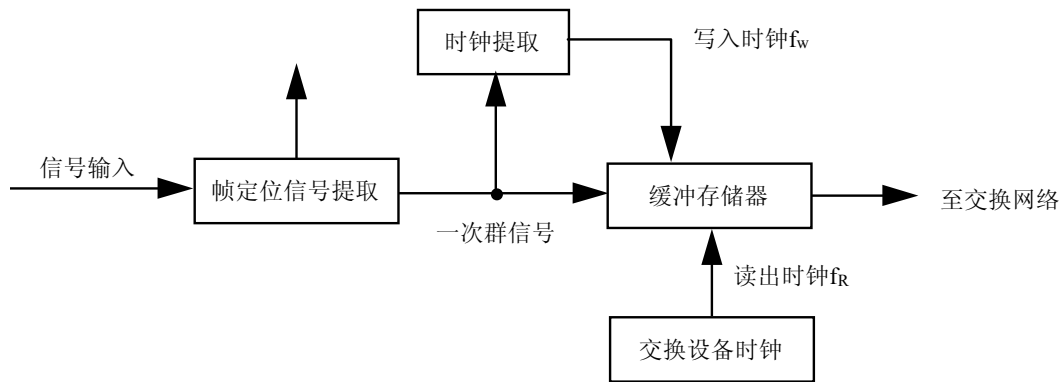 时钟提取
写入时钟fw
信号输入
帧定位信号提取
缓冲存储器
至交换网络
一次群信号
读出时钟fR
交换设备时钟